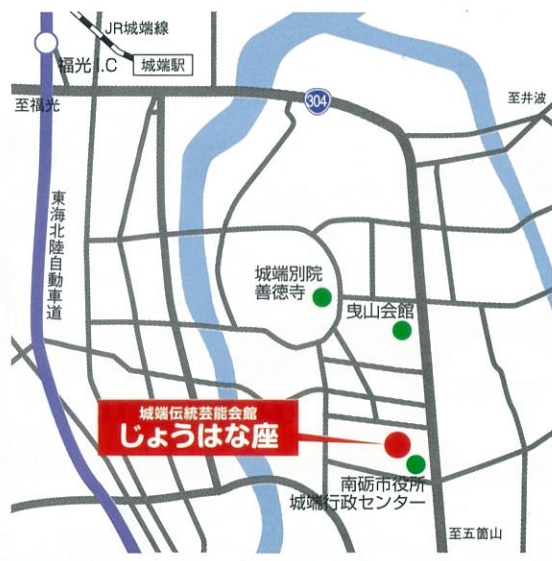 JR城端線
福光I.C
城端駅
至福光
304
至井波
東海北陸自動車道
城端別院
善徳寺
曳山会館
城端伝統芸能会館
じょうはな座
南砺市役所
城端行政センター
至五箇山